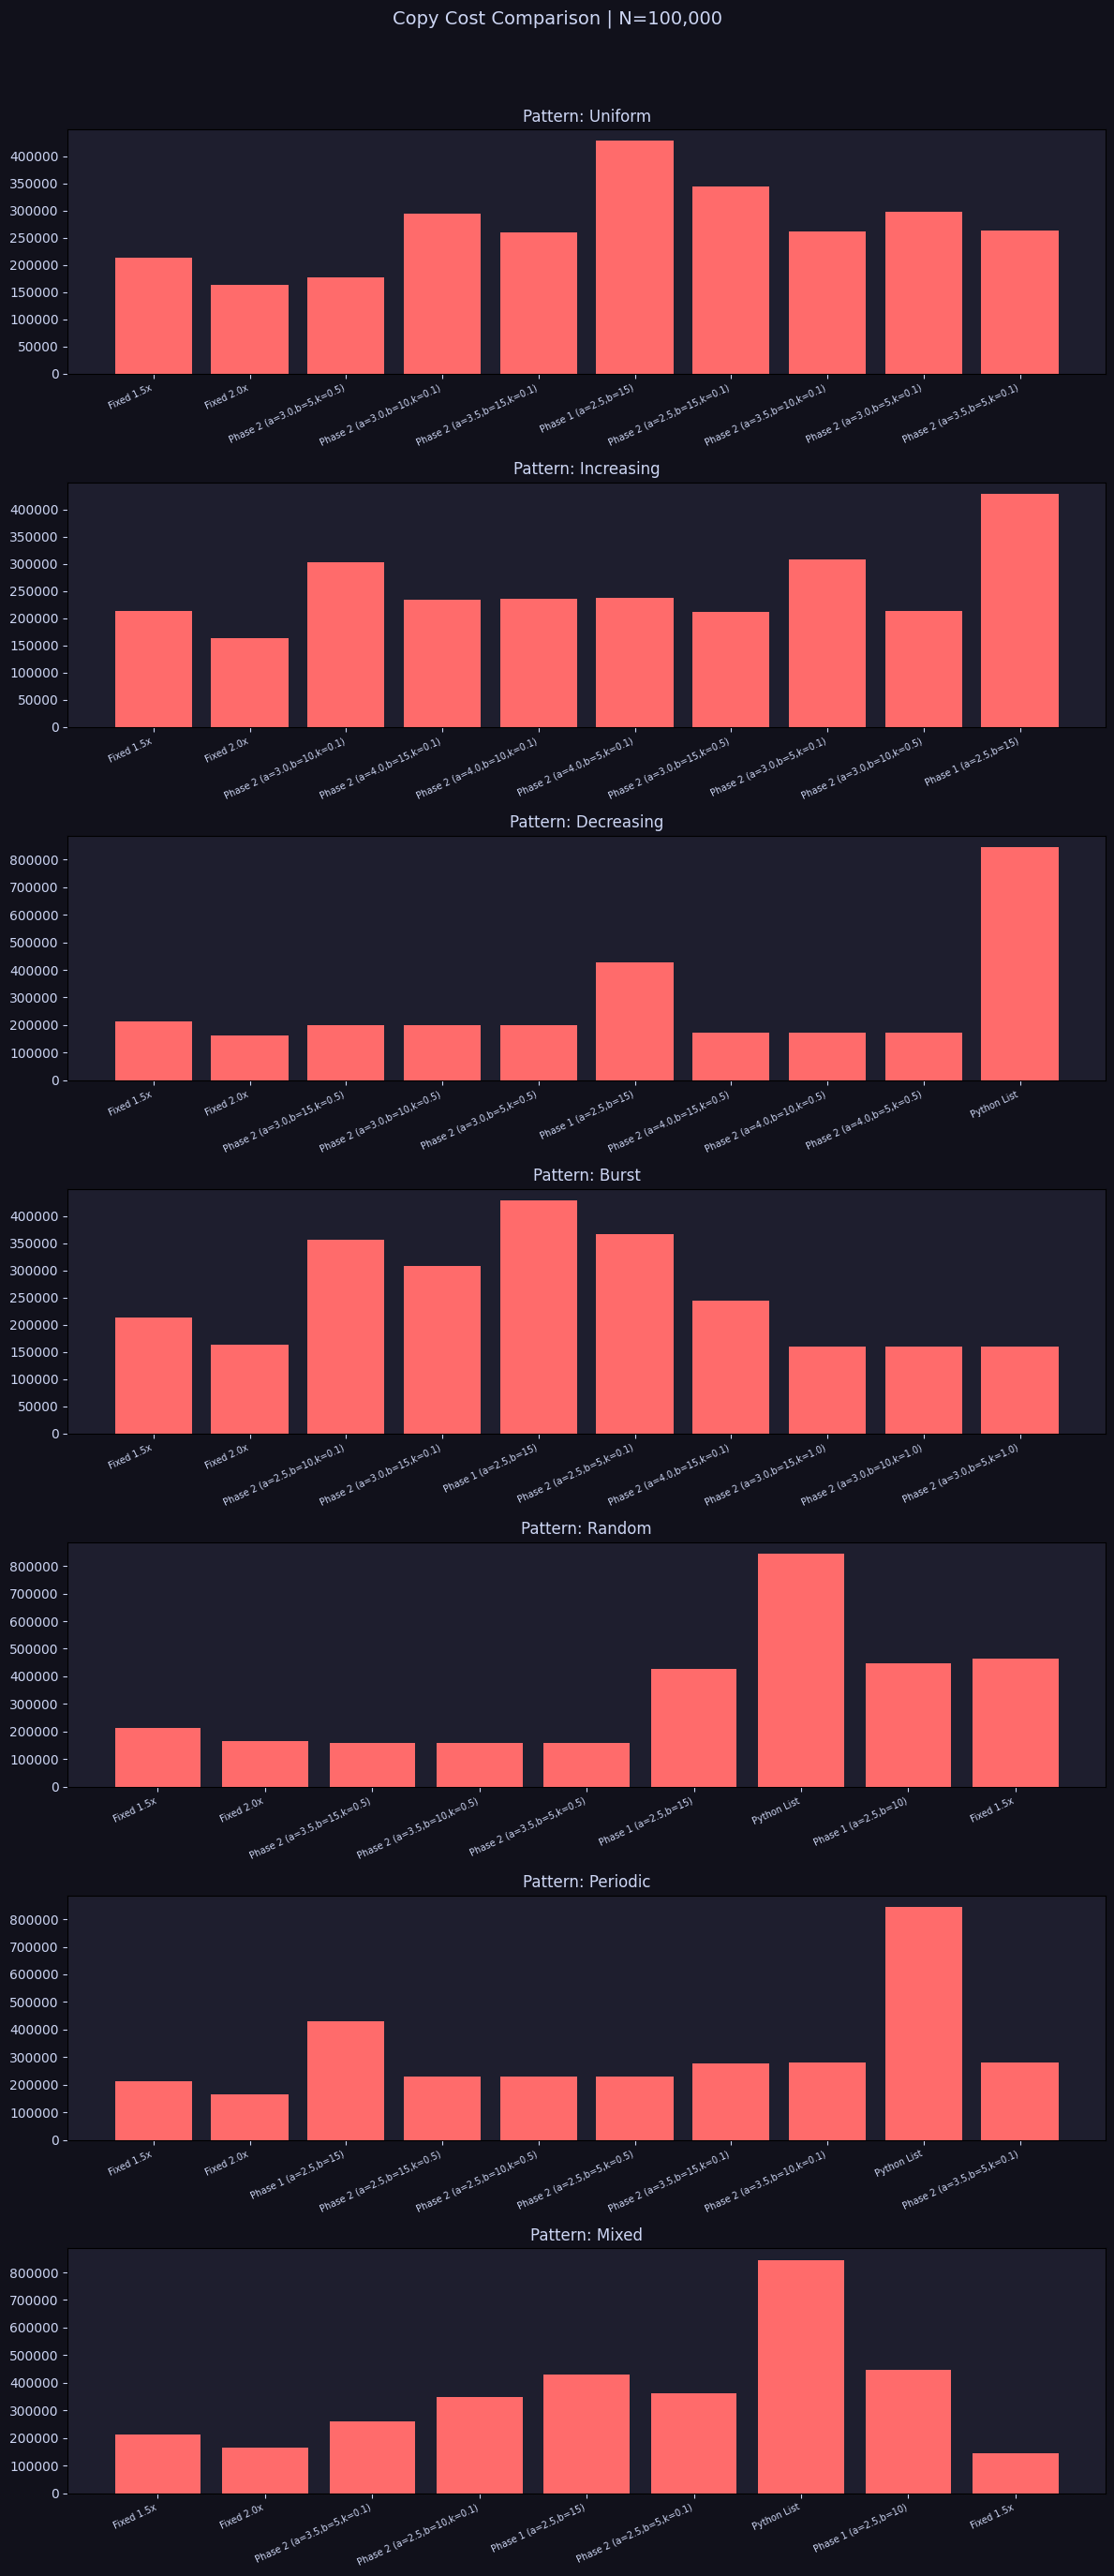 Copy Cost Comparison | N=100,000
Pattern: Uniform
400000
350000
300000
250000
200000
150000
100000
50000
0
Fixed 1.5x
Fixed 2.0x
Phase 2 (a=3.0,b=5,k=0.5)
Phase 2 (a=3.0,b=10,k=0.1)
Phase 2 (a=3.5,b=15,k=0.1)
Phase 1 (a=2.5,b=15)
Phase 2 (a=2.5,b=15,k=0.1)
Phase 2 (a=3.5,b=10,k=0.1)
Phase 2 (a=3.0,b=5,k=0.1)
Phase 2 (a=3.5,b=5,k=0.1)
Pattern: Increasing
400000
350000
300000
250000
200000
150000
100000
50000
0
Fixed 1.5x
Fixed 2.0x
Phase 2 (a=3.0,b=10,k=0.1)
Phase 2 (a=4.0,b=15,k=0.1)
Phase 2 (a=4.0,b=10,k=0.1)
Phase 2 (a=4.0,b=5,k=0.1)
Phase 2 (a=3.0,b=15,k=0.5)
Phase 2 (a=3.0,b=5,k=0.1)
Phase 2 (a=3.0,b=10,k=0.5)
Phase 1 (a=2.5,b=15)
Pattern: Decreasing
800000
700000
600000
500000
400000
300000
200000
100000
0
Fixed 1.5x
Fixed 2.0x
Phase 2 (a=3.0,b=15,k=0.5)
Phase 2 (a=3.0,b=10,k=0.5)
Phase 2 (a=3.0,b=5,k=0.5)
Phase 1 (a=2.5,b=15)
Phase 2 (a=4.0,b=15,k=0.5)
Phase 2 (a=4.0,b=10,k=0.5)
Phase 2 (a=4.0,b=5,k=0.5)
Python List
Pattern: Burst
400000
350000
300000
250000
200000
150000
100000
50000
0
Fixed 1.5x
Fixed 2.0x
Phase 2 (a=2.5,b=10,k=0.1)
Phase 2 (a=3.0,b=15,k=0.1)
Phase 1 (a=2.5,b=15)
Phase 2 (a=2.5,b=5,k=0.1)
Phase 2 (a=4.0,b=15,k=0.1)
Phase 2 (a=3.0,b=15,k=1.0)
Phase 2 (a=3.0,b=10,k=1.0)
Phase 2 (a=3.0,b=5,k=1.0)
Pattern: Random
800000
700000
600000
500000
400000
300000
200000
100000
0
Fixed 1.5x
Fixed 2.0x
Phase 2 (a=3.5,b=15,k=0.5)
Phase 2 (a=3.5,b=10,k=0.5)
Phase 2 (a=3.5,b=5,k=0.5)
Phase 1 (a=2.5,b=15)
Python List
Phase 1 (a=2.5,b=10)
Fixed 1.5x
Pattern: Periodic
800000
700000
600000
500000
400000
300000
200000
100000
0
Fixed 1.5x
Fixed 2.0x
Phase 1 (a=2.5,b=15)
Phase 2 (a=2.5,b=15,k=0.5)
Phase 2 (a=2.5,b=10,k=0.5)
Phase 2 (a=2.5,b=5,k=0.5)
Phase 2 (a=3.5,b=15,k=0.1)
Phase 2 (a=3.5,b=10,k=0.1)
Python List
Phase 2 (a=3.5,b=5,k=0.1)
Pattern: Mixed
800000
700000
600000
500000
400000
300000
200000
100000
0
Fixed 1.5x
Fixed 2.0x
Phase 2 (a=3.5,b=5,k=0.1)
Phase 2 (a=2.5,b=10,k=0.1)
Phase 1 (a=2.5,b=15)
Phase 2 (a=2.5,b=5,k=0.1)
Python List
Phase 1 (a=2.5,b=10)
Fixed 1.5x